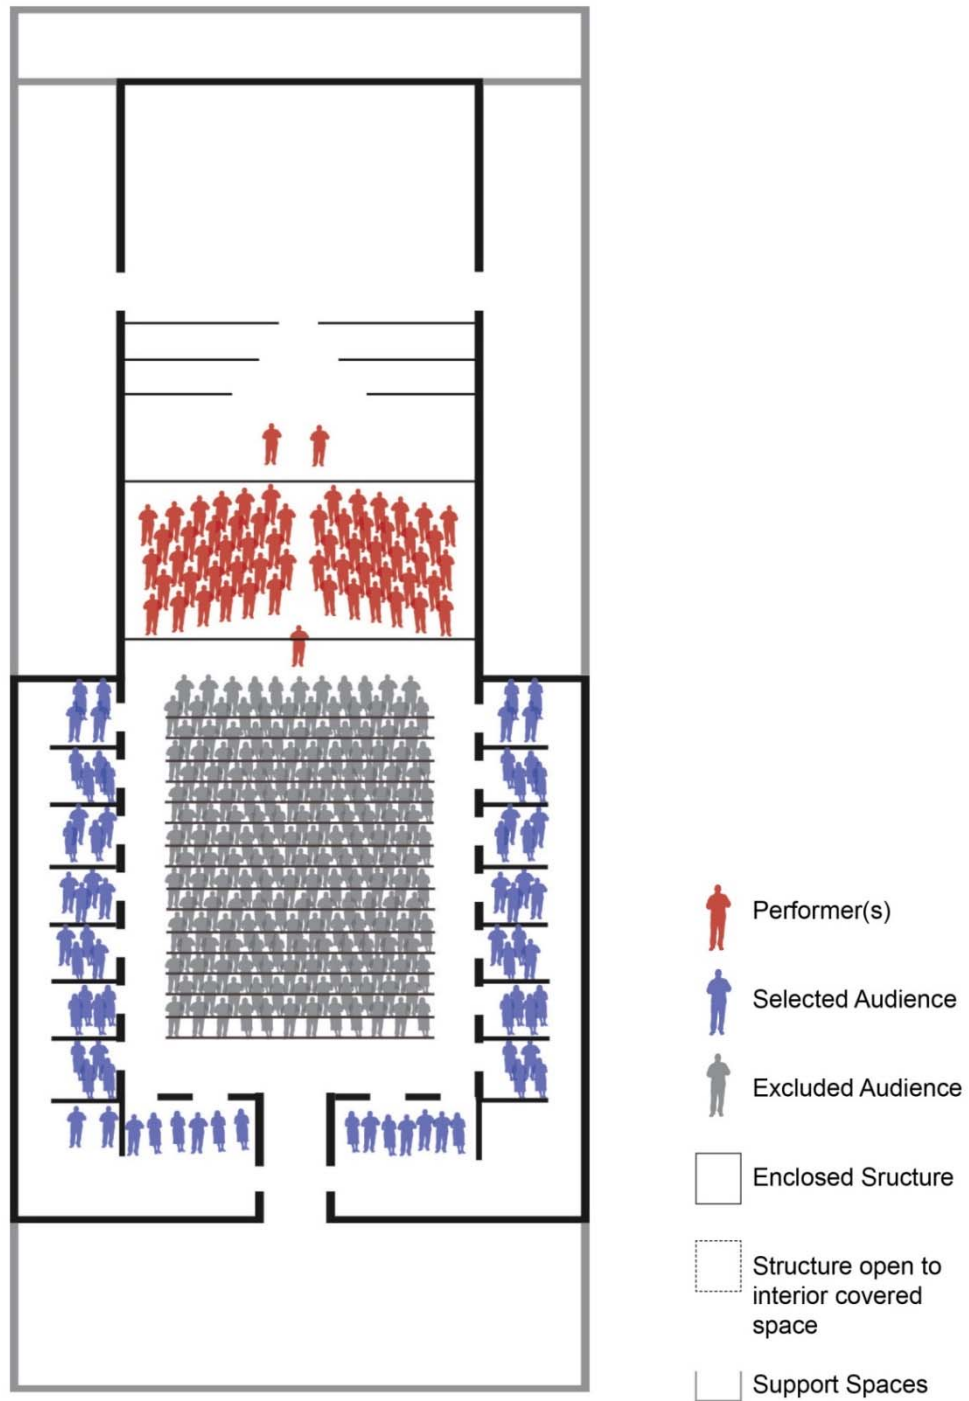 Performer(s)
Selected Audience
Excluded Audience
Enclosed Sructure
Structure open to
interior covered
space
Support Spaces